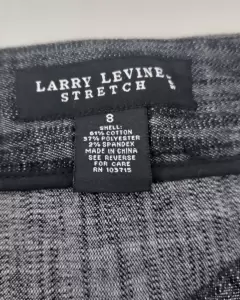 LARRY LEVINE
STRETCH
8
SHELL:
61% COTTON
37% POLYESTER
2% SPANDEX
MADE IN CHINA
SEE REVERSE
FOR CARE
RN 103715